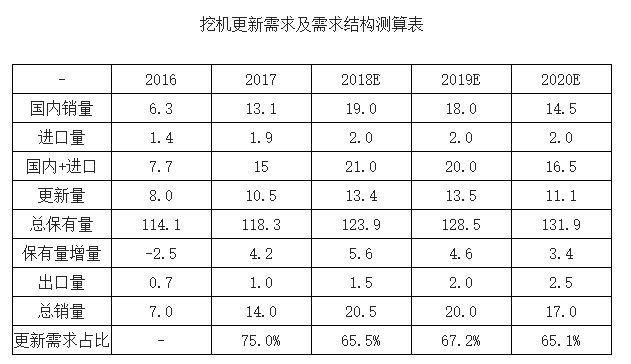 挖机更新需求及需求结构测算表
- 2016 2017 2018E 2019E 2020E
国内销量 6.3 13.1 19.0 18.0 14.5
进口量 1.4 1.9 2.0 2.0 2.0
国内+进口 7.7 15 21.0 20.0 16.5
更新量 8.0 10.5 13.4 13.5 11.1
总保有量 114.1 118.3 123.9 128.5 131.9
保有量增量 -2.5 4.2 5.6 4.6 3.4
出口量 0.7 1.0 1.5 2.0 2.5
总销量 7.0 14.0 20.5 20.0 17.0
更新需求占比 - 75.0% 65.5% 67.2% 65.1%